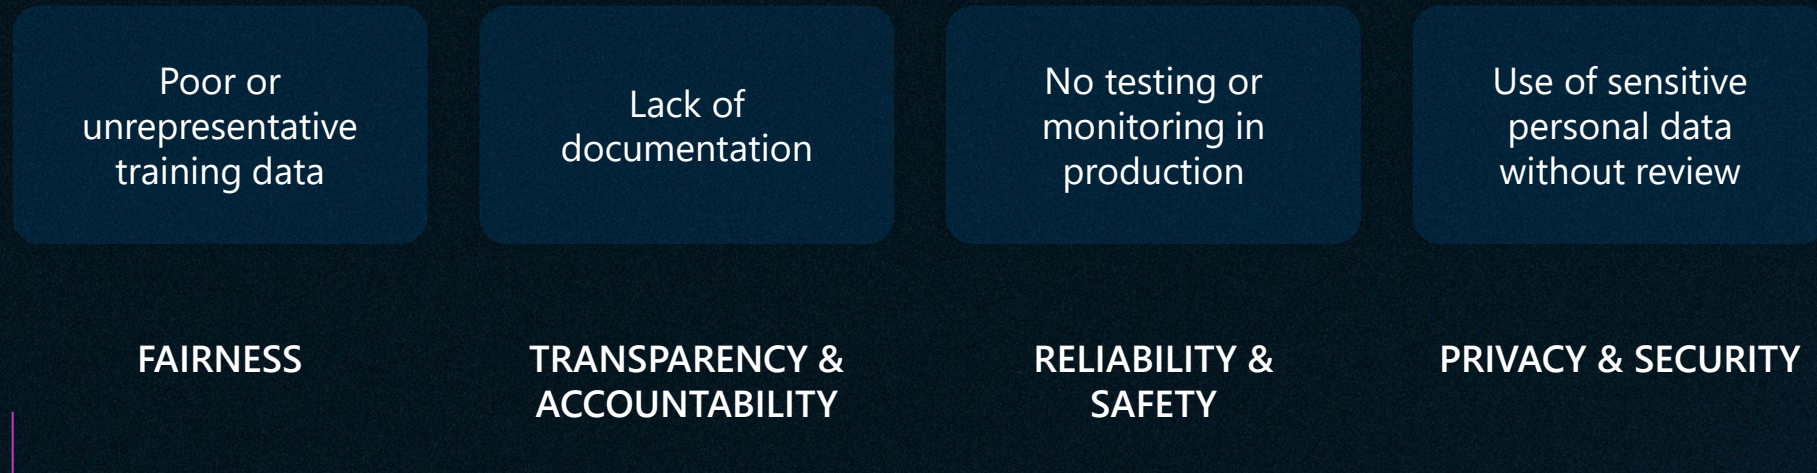 Poor or
unrepresentative
training data
Lack of
documentation
No testing or
monitoring in
production
Use of sensitive
personal data
without review
FAIRNESS
TRANSPARENCY &
ACCOUNTABILITY
RELIABILITY &
SAFETY
PRIVACY & SECURITY